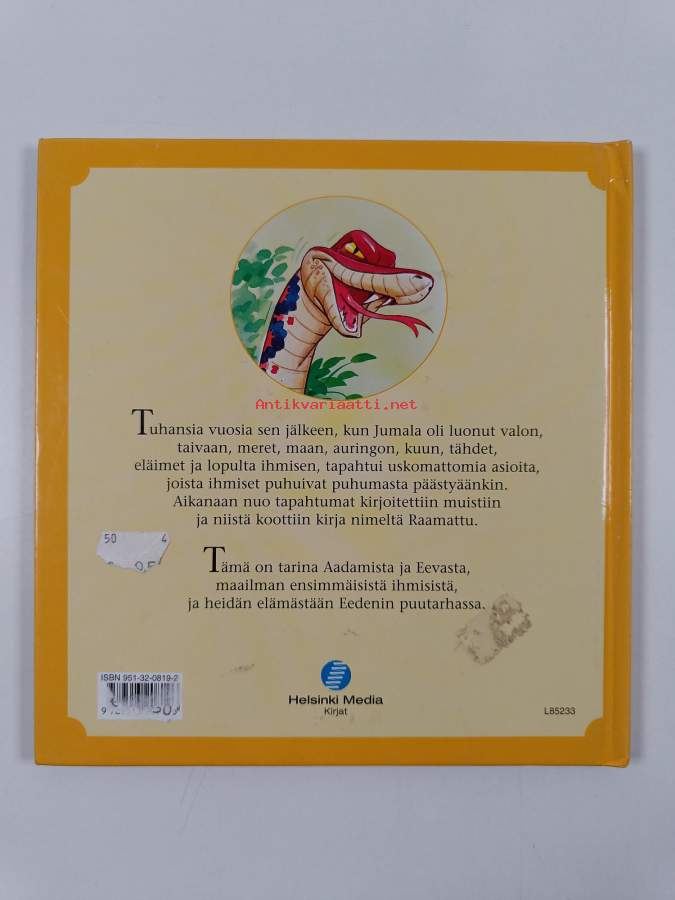 Antikvariaatti.net
Tuhansia vuosia sen jälkeen, kun Jumala oli luonut valon,
taivaan, meret, maan, auringon, kuun, tähdet,
eläimet ja lopulta ihmisen, tapahtui uskomattomia asioita,
joista ihmiset puhuivat puhumasta päästyäänkin.
Aikanaan nuo tapahtumat kirjoitettiin muistiin
ja niistä koottiin kirja nimeltä Raamattu.
50 4
Tämä on tarina Aadamista ja Eevasta,
maailman ensimmäisistä ihmisistä,
ja heidän elämästään Eedenin puutarhassa.
ISBN 951-32-0819-2
Helsinki Media
Kirjat
L85233